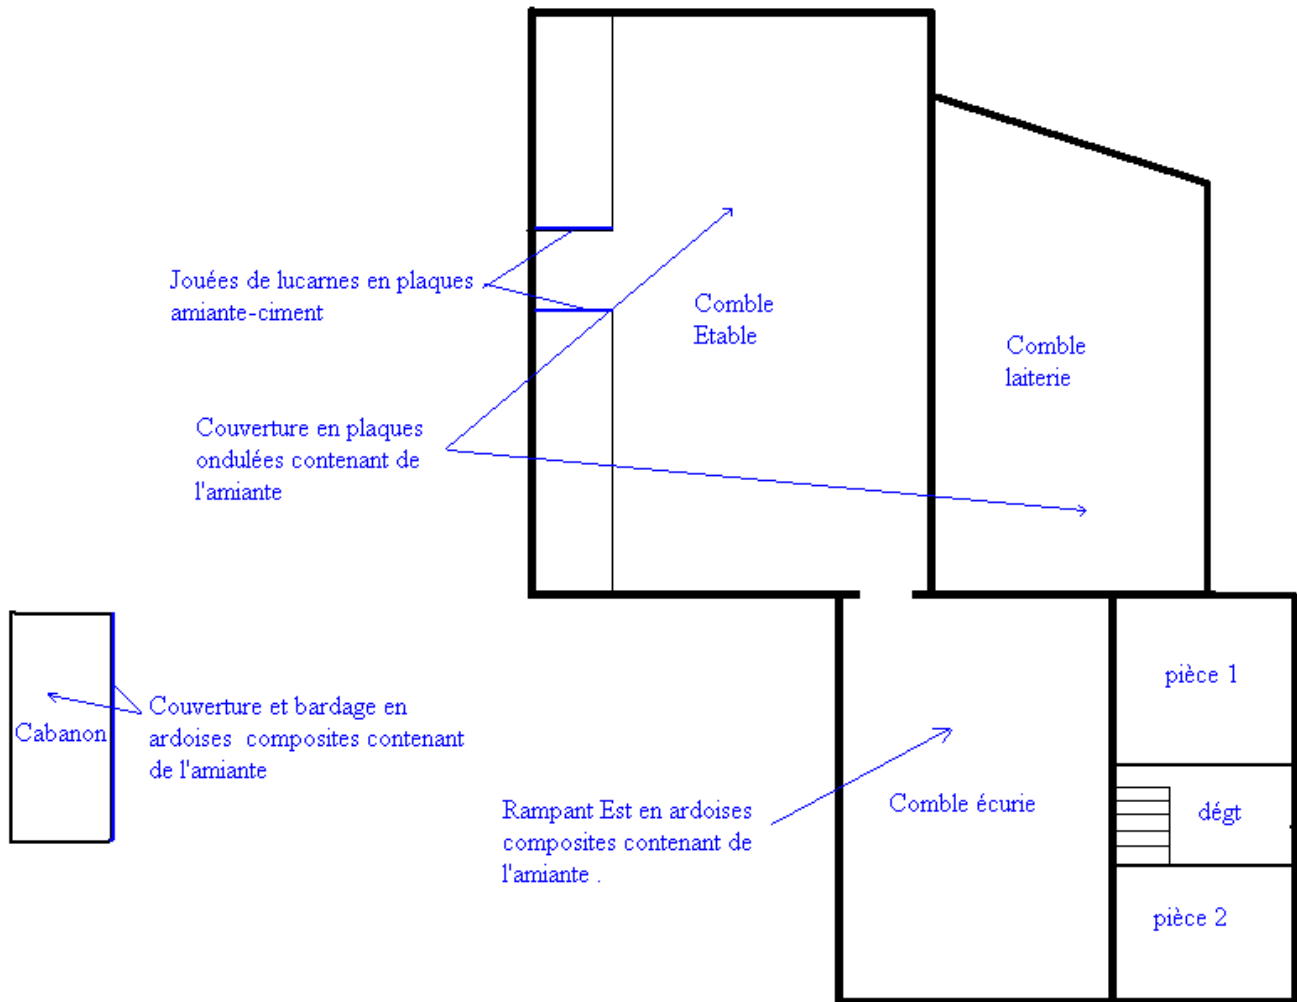 Jouées de lucarnes en plaques
amiante-ciment
Comble
Etable
Comble
laiterie
Couverture en plaques
ondulées contenant de
l'amiante
pièce 1
Cabanon
Couverture et bardage en
ardoises composites contenant
de l'amiante
Rampant Est en ardoises
composites contenant de
l'amiante .
Comble écurie
dégt
pièce 2